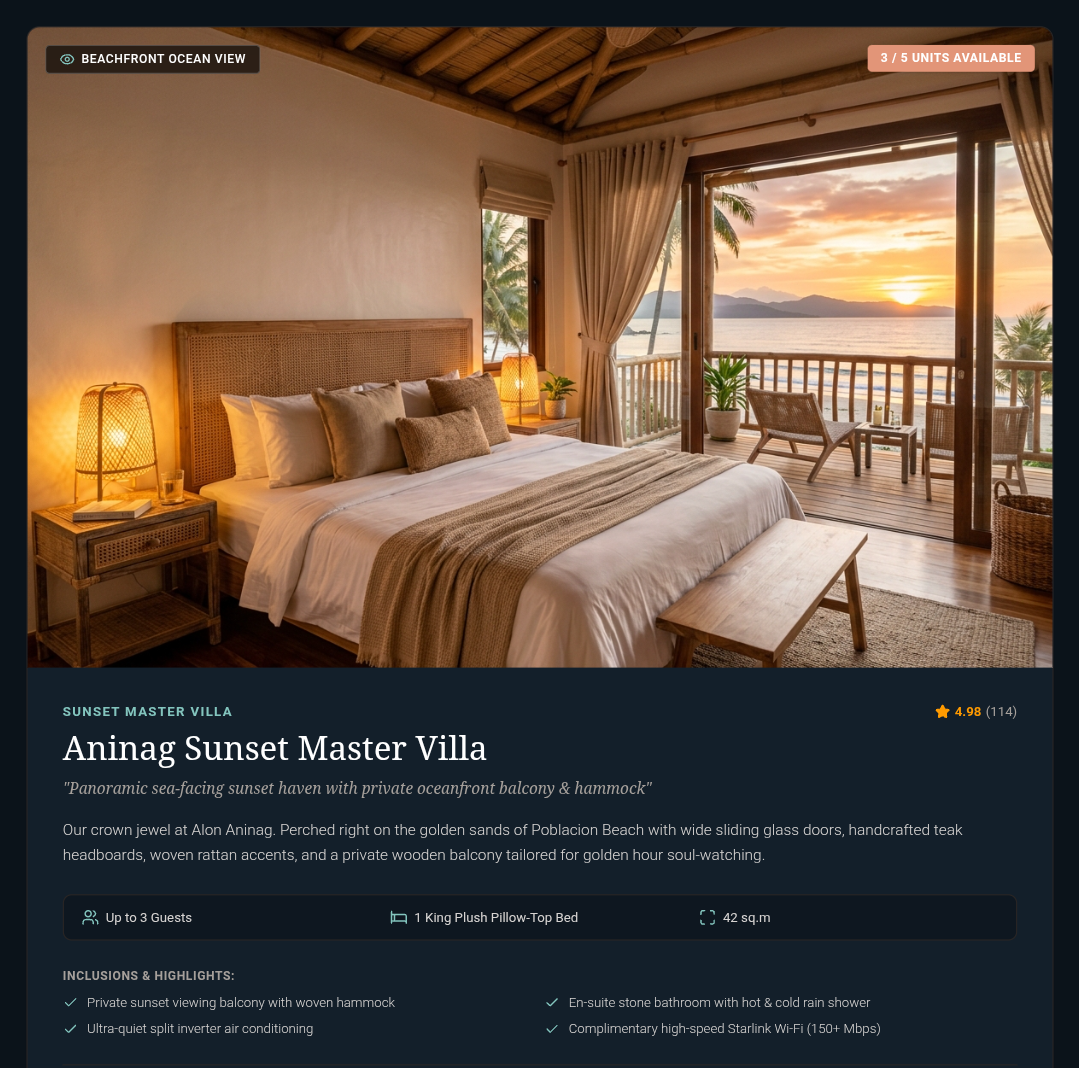 BEACHFRONT OCEAN VIEW
3 / 5 UNITS AVAILABLE
SUNSET MASTER VILLA
4.98 (114)
Aninag Sunset Master Villa
"Panoramic sea-facing sunset haven with private oceanfront balcony & hammock"
Our crown jewel at Alon Aninag. Perched right on the golden sands of Poblacion Beach with wide sliding glass doors, handcrafted teak
headboards, woven rattan accents, and a private wooden balcony tailored for golden hour soul-watching.
Up to 3 Guests
1 King Plush Pillow-Top Bed
42 sq.m
INCLUSIONS & HIGHLIGHTS:
Private sunset viewing balcony with woven hammock
En-suite stone bathroom with hot & cold rain shower
Ultra-quiet split inverter air conditioning
Complimentary high-speed Starlink Wi-Fi (150+ Mbps)